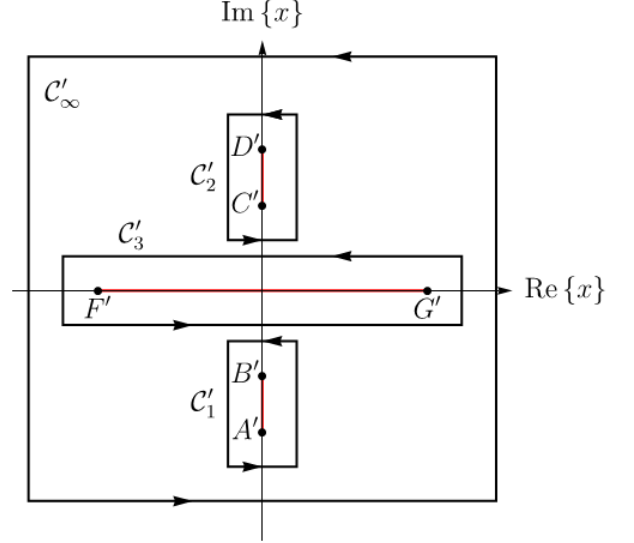 Im {x}
C′∞
D′
C′2
C′
C′3
Re {x}
F′
G′
B′
C′1
A′